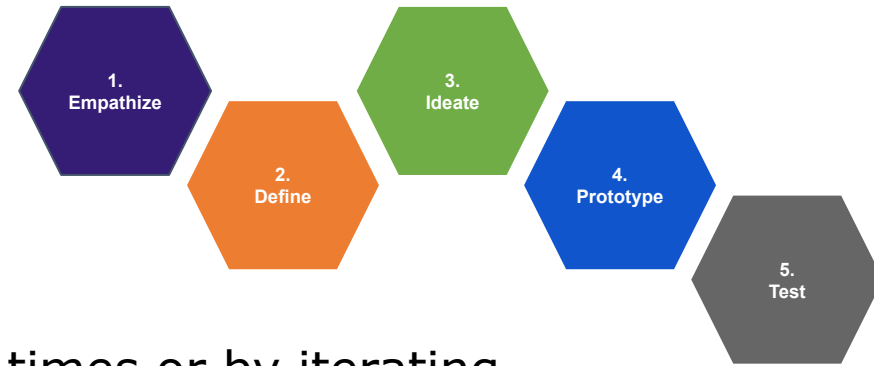 1.
Empathize
2.
Define
3.
Ideate
4.
Prototype
5.
Test
times or by iterating